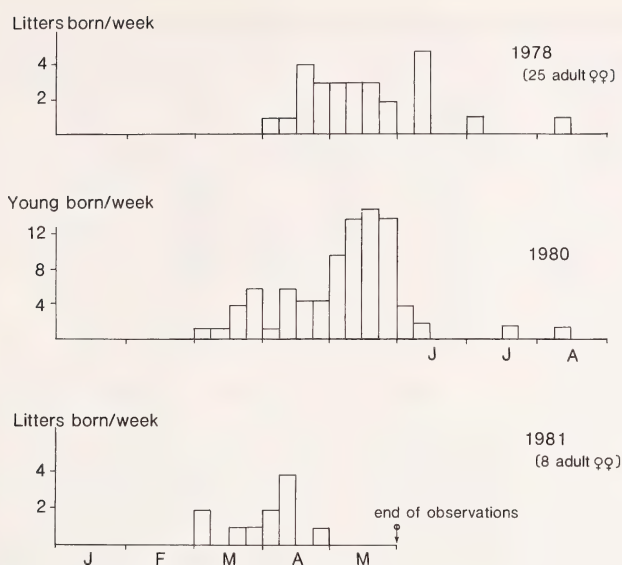 Litters born/week
4
2
1978
(25 adult ♀♀)
Young born/week
12
8
4
1980
J J A
Litters born/week
4
2
1981
(8 adult ♀♀)
end of observations
J F M A M